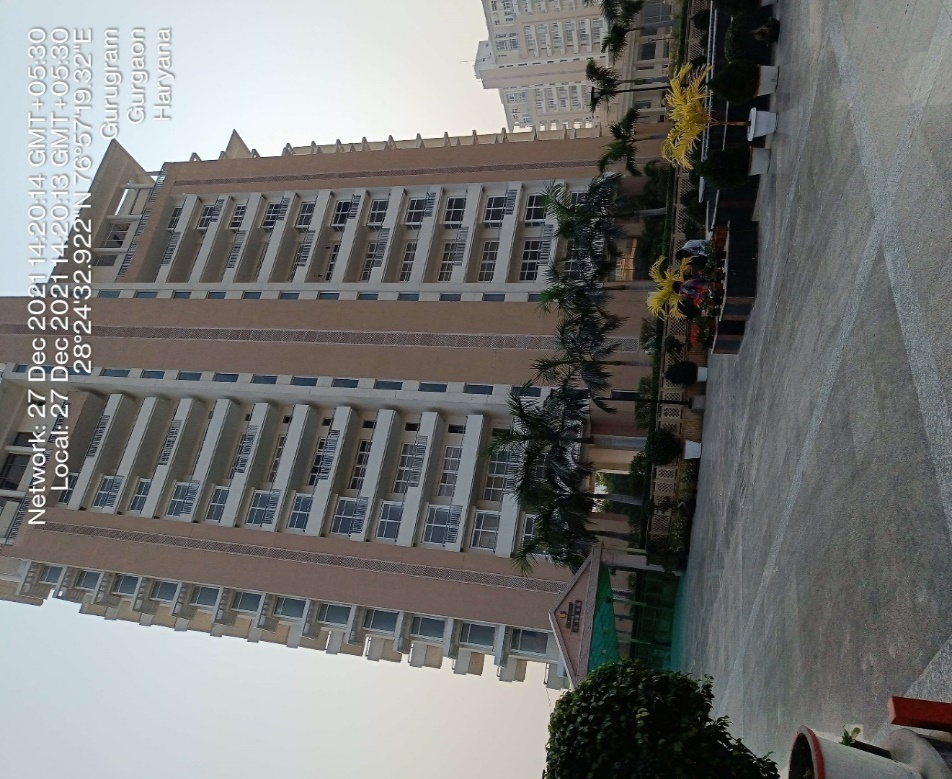 Network: 27 Dec 2021 14:20:14 GMT+05:30
Local: 27 Dec 2021 14:20:13 GMT+05:30
28°24'32.922"N 76°57'19.32"E
Gurugram
Gurgaon
Haryana